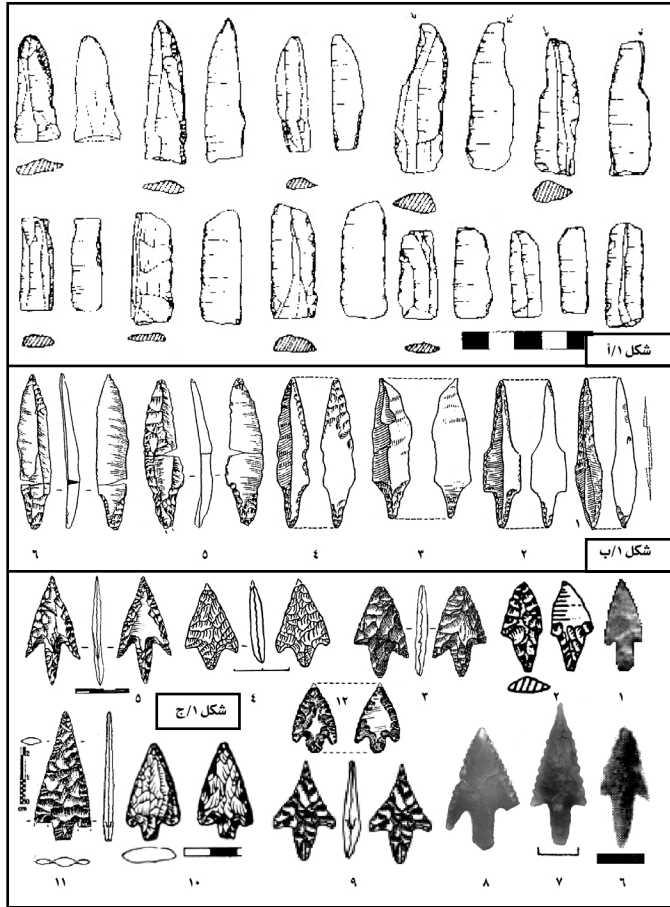 شكل ١/أ
٦ ٥ ٤ ٣ ٢ ١
شكل ١/ب
٥ ٤ ٣ ٢ ١
شكل ١/ج
١٢
١١ ١٠ ٩ ٨ ٧ ٦
cm